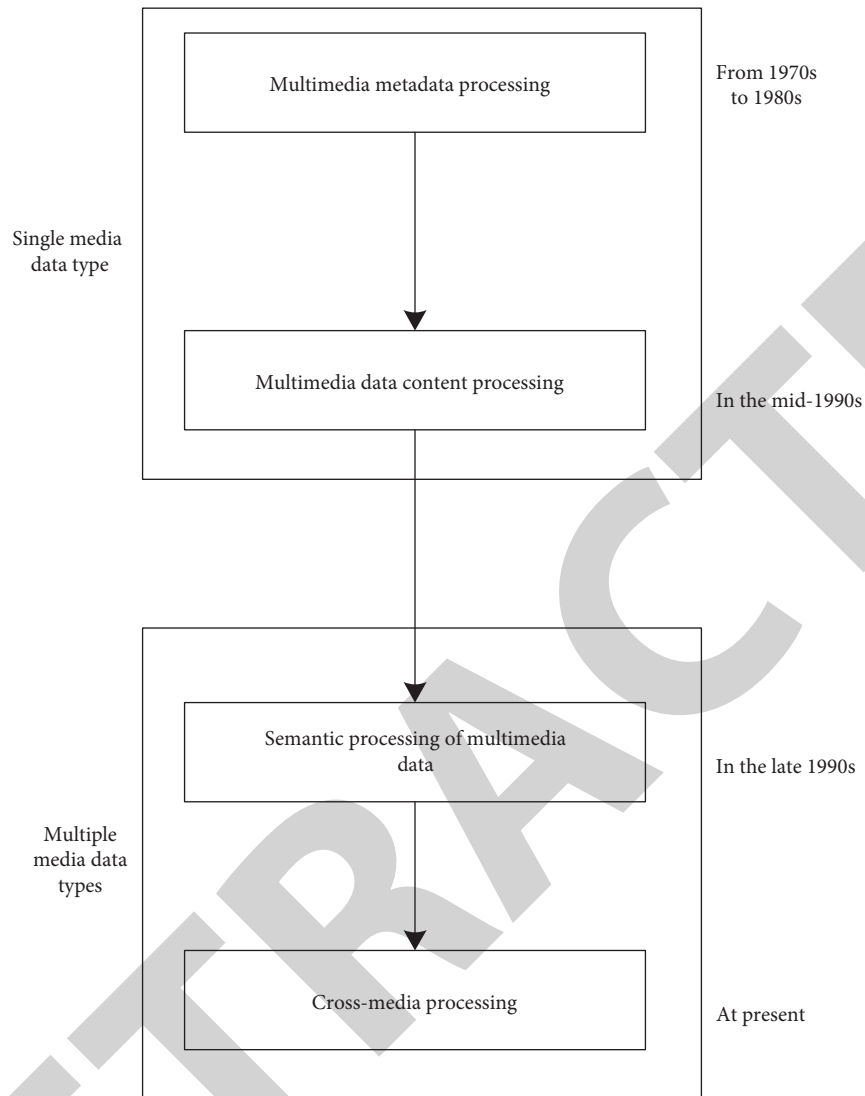 Multimedia metadata processing
From 1970s
to 1980s
Single media
data type
Multimedia data content processing
In the mid-1990s
Semantic processing of multimedia
data
In the late 1990s
Multiple
media data
types
Cross-media processing
At present
TRACT